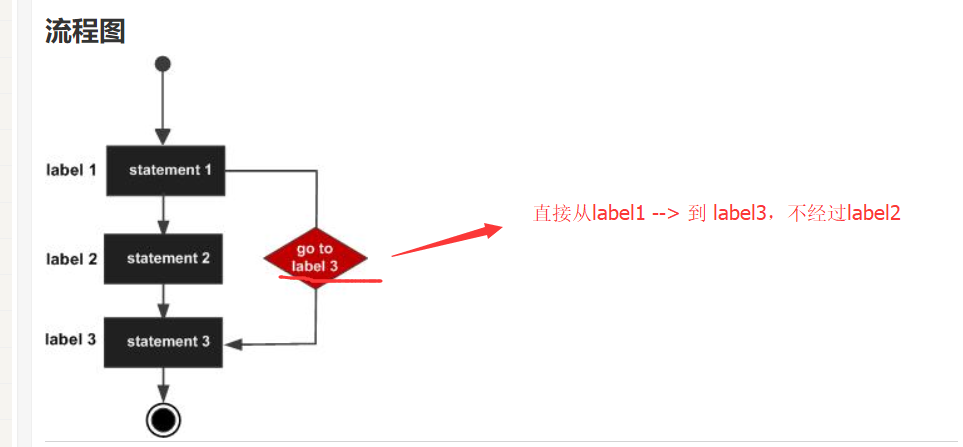 流程图
label 1
statement 1
go to
label 3
label 2
statement 2
label 3
statement 3
直接从label1 --> 到 label3，不经过label2